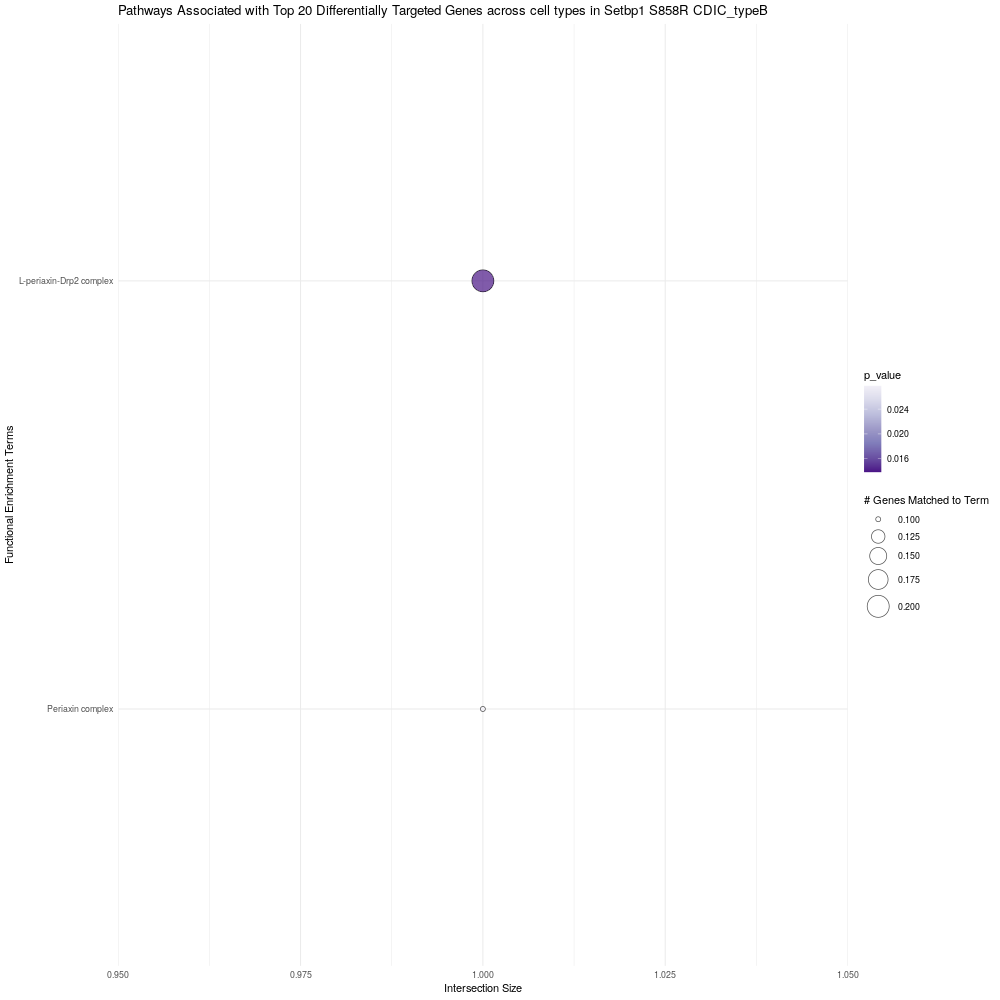 Pathways Associated with Top 20 Differentially Targeted Genes across cell types in Setbp1 S858R CDIC_typeB
Functional Enrichment Terms
L-periaxin-Drp2 complex
Periaxin complex
0.950
0.975
1.000
1.025
1.050
Intersection Size
p_value
0.024
0.020
0.016
# Genes Matched to Term
0.100
0.125
0.150
0.175
0.200